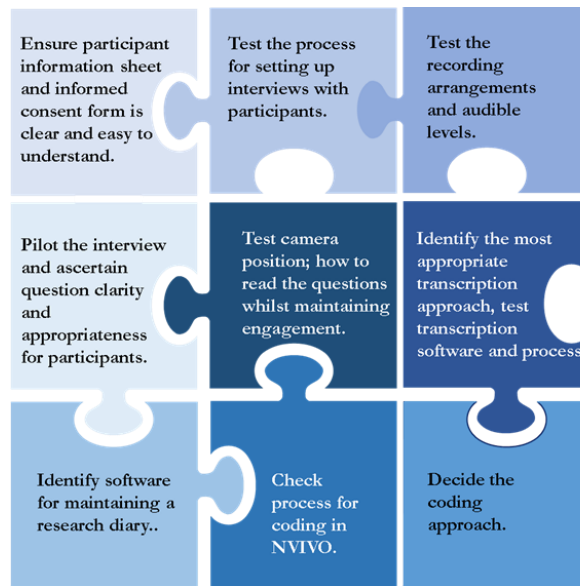 Ensure participant
information sheet
and informed
consent form is
clear and easy to
understand.
Test the process
for setting up
interviews with
participants.
Test the
recording
arrangements
and audible
levels.
Pilot the interview
and ascertain
question clarity
and
appropriateness
for participants.
Test camera
position; how to
read the questions
whilst maintaining
engagement.
Identify the most
appropriate
transcription
approach, test
transcription
software and process
Identify software
for maintaining a
research diary..
Check
process for
coding in
NVIVO.
Decide the
coding
approach.